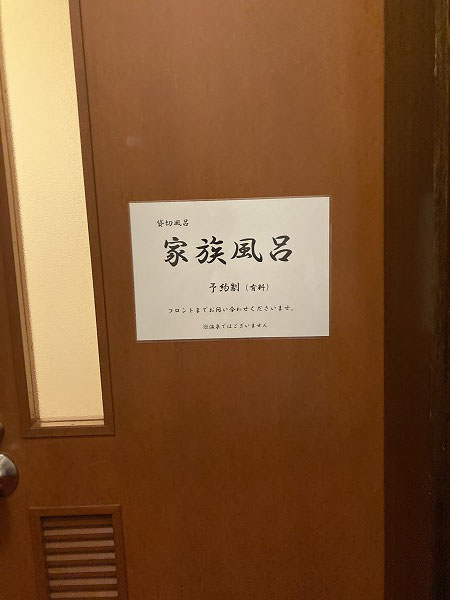 貸切風呂
家族風呂
予約制（有料）
フロントまでお問い合わせくださいませ。
※温泉ではございません